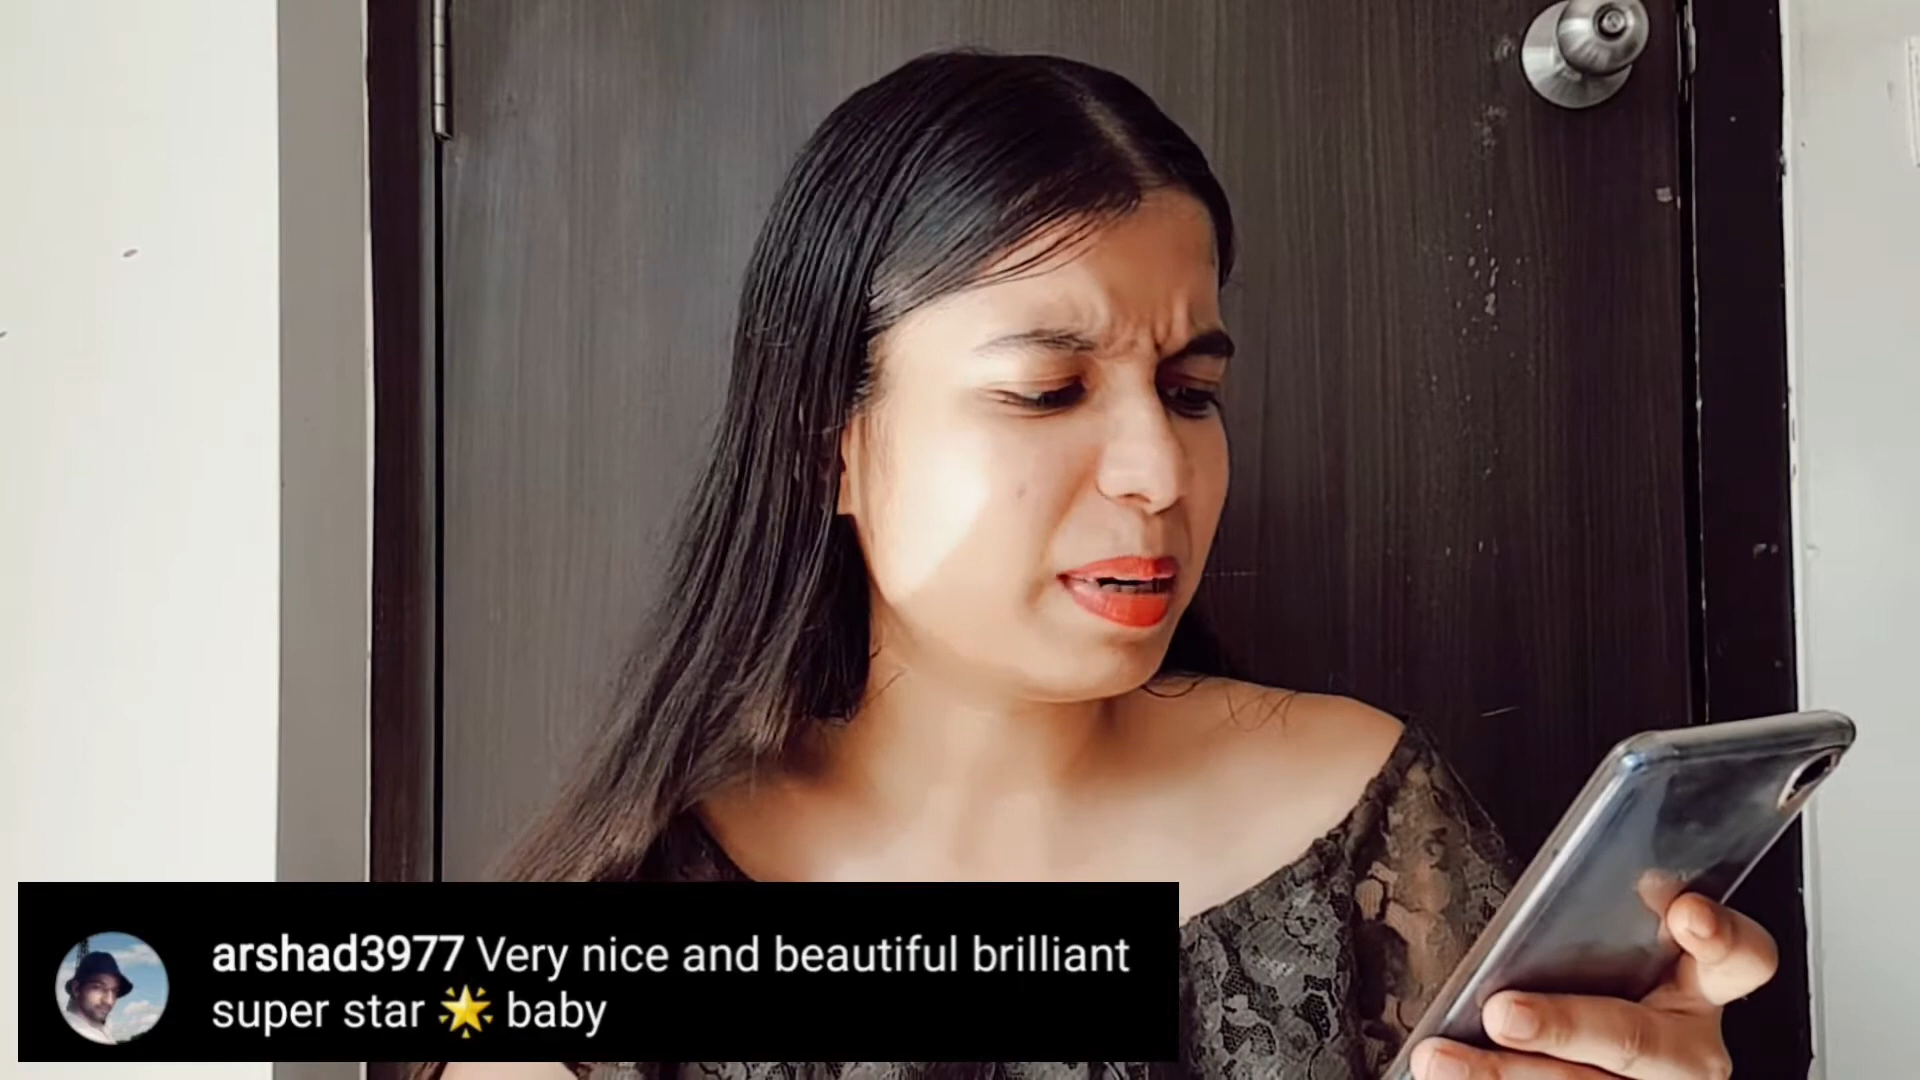 arshad3977 Very nice and beautiful brilliant
super star 🌟 baby